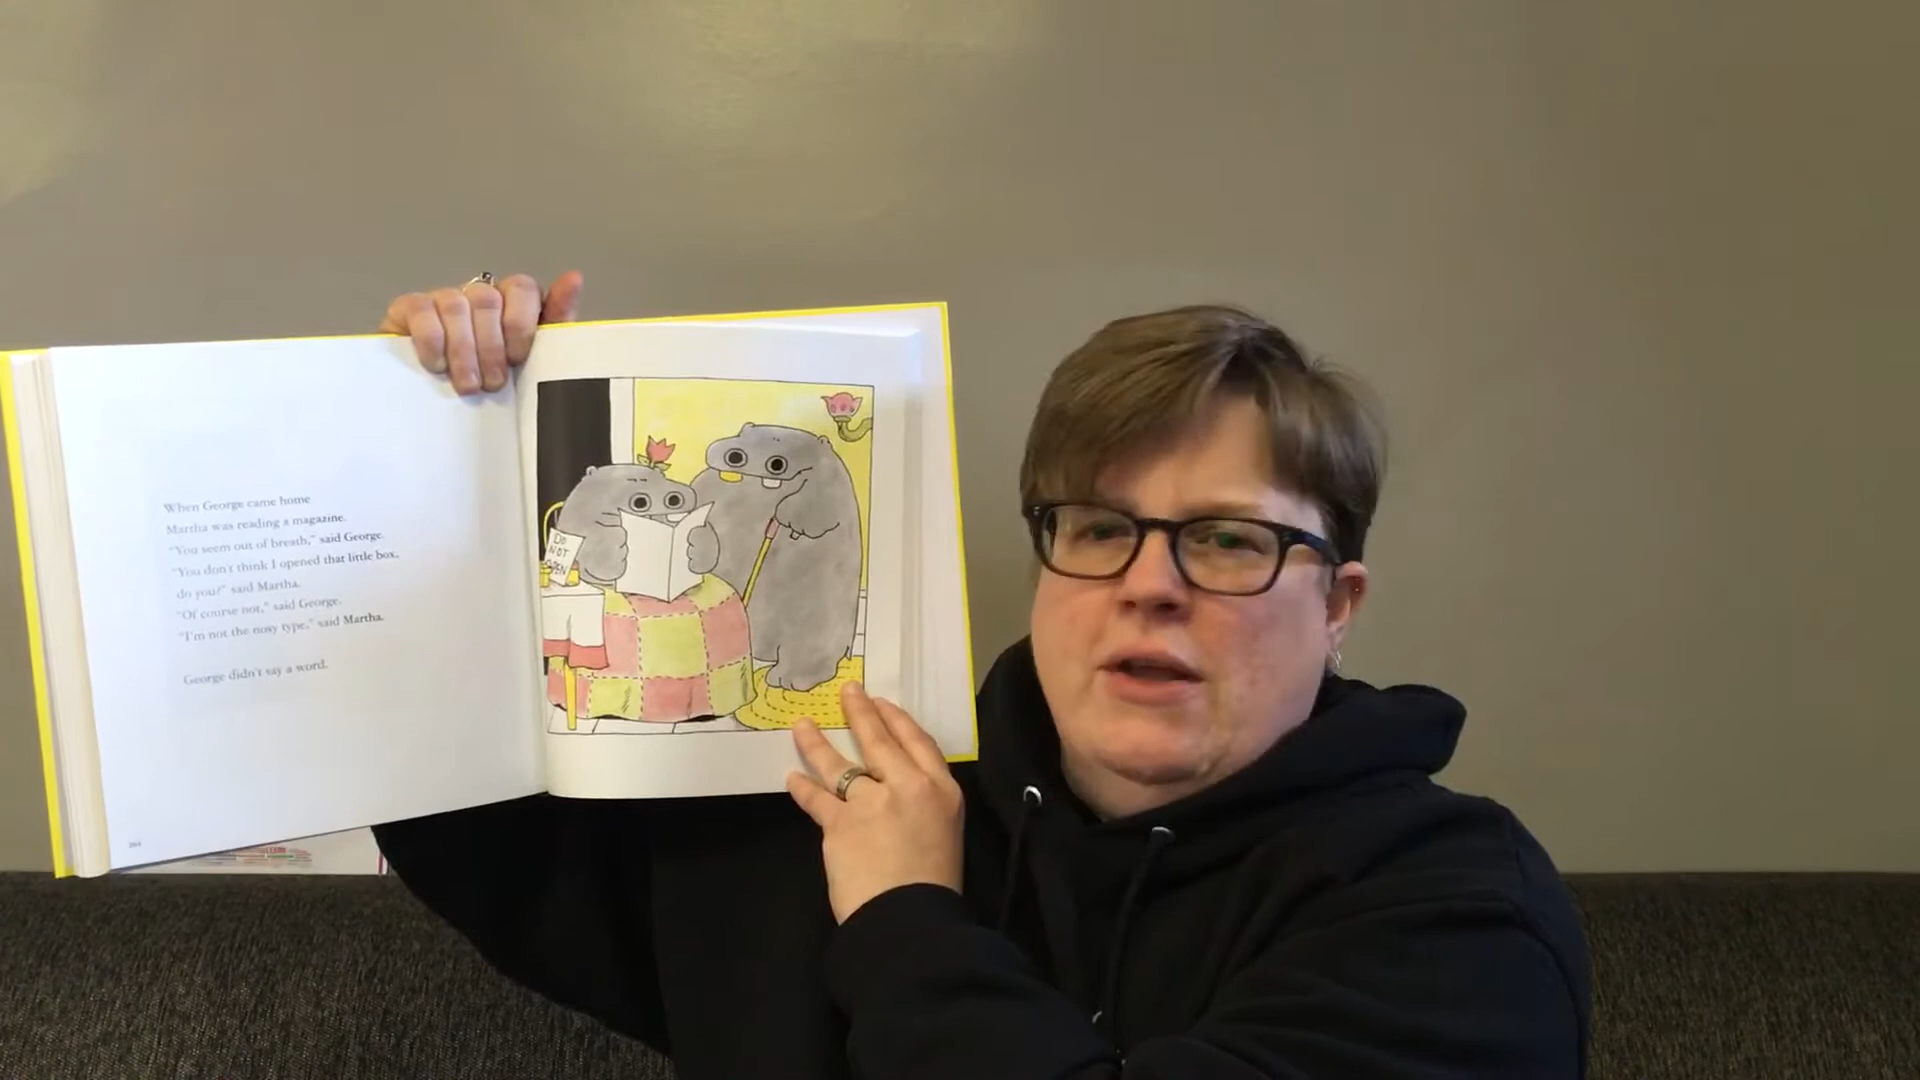 When George came home
Martha was reading a magazine.
"You seem out of breath," said George.
"You don't think I opened that little box,
do you?" said Martha.
"Of course not," said George.
"I'm not the nosy type," said Martha.
George didn't say a word.
264
DO
NOT
OPEN